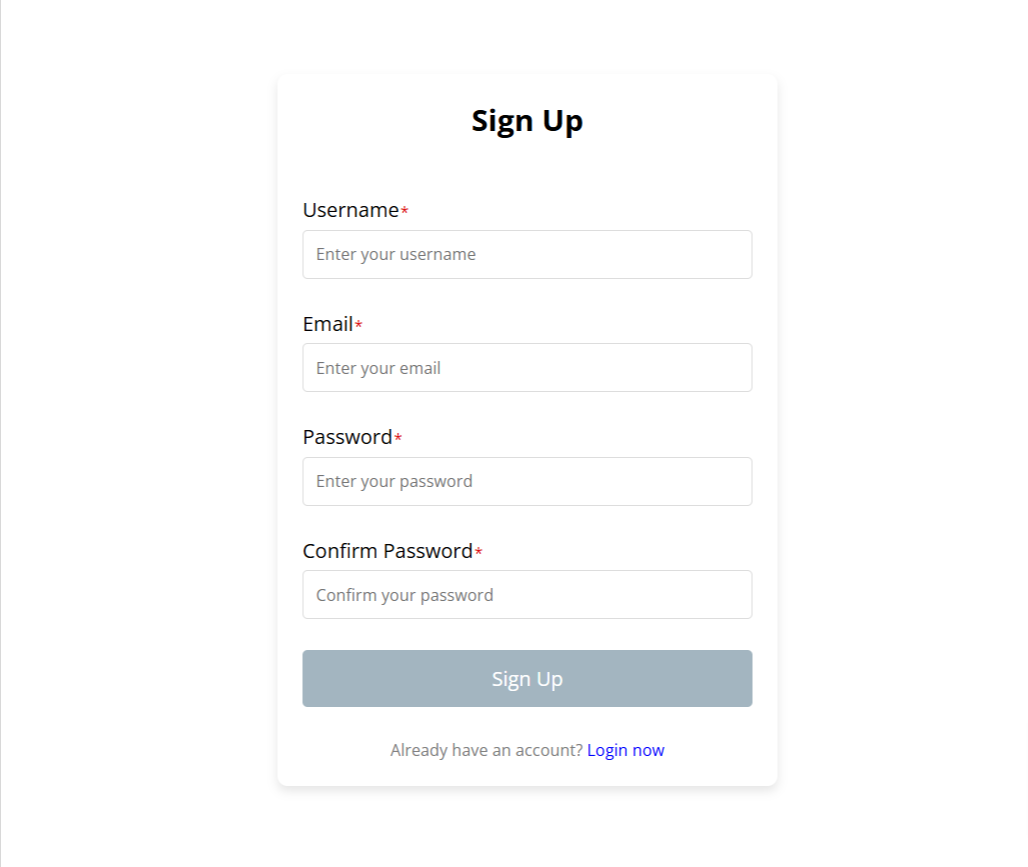 Sign Up
Username*
Enter your username
Email*
Enter your email
Password*
Enter your password
Confirm Password*
Confirm your password
Sign Up
Already have an account? Login now